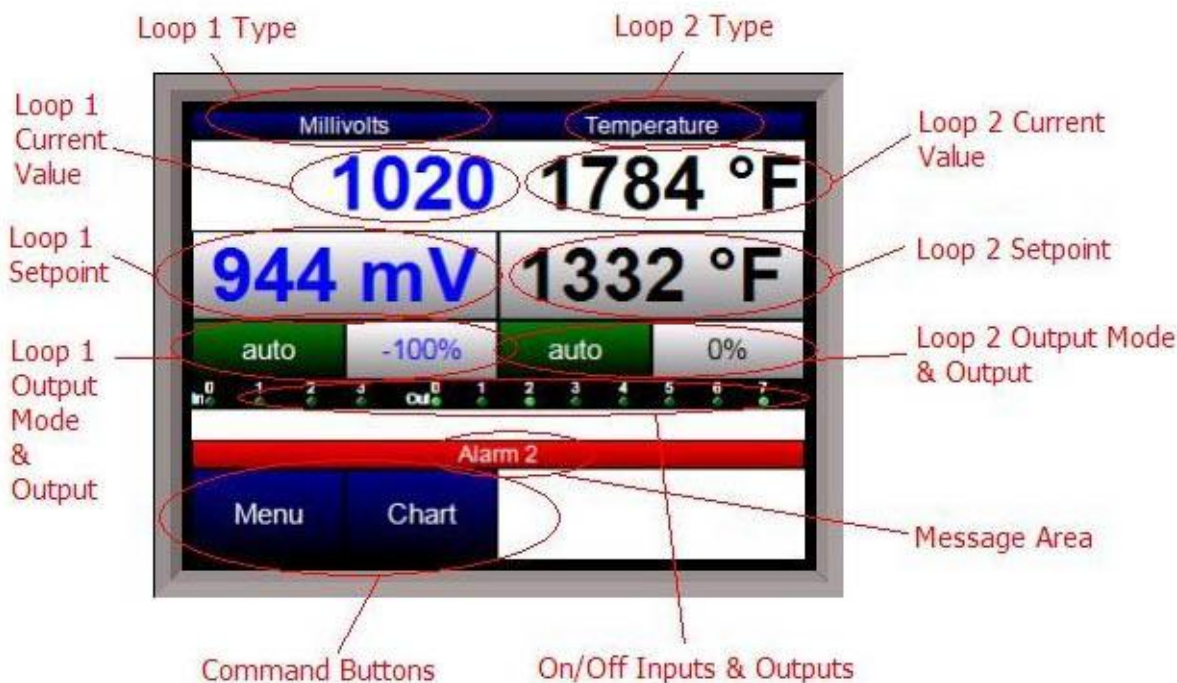 Loop 1 Type
Loop 2 Type
Loop 1
Current
Value
Millivolts
Temperature
Loop 2 Current
Value
1020
1784 °F
Loop 1
Setpoint
944 mV
1332 °F
Loop 2 Setpoint
Loop 1
Output
Mode
&
Output
auto
-100%
auto
0%
Loop 2 Output Mode
& Output
In 0 1 2 3 Out 0 1 2 3 4 5 6 7
Alarm 2
Menu
Chart
Message Area
Command Buttons
On/Off Inputs & Outputs